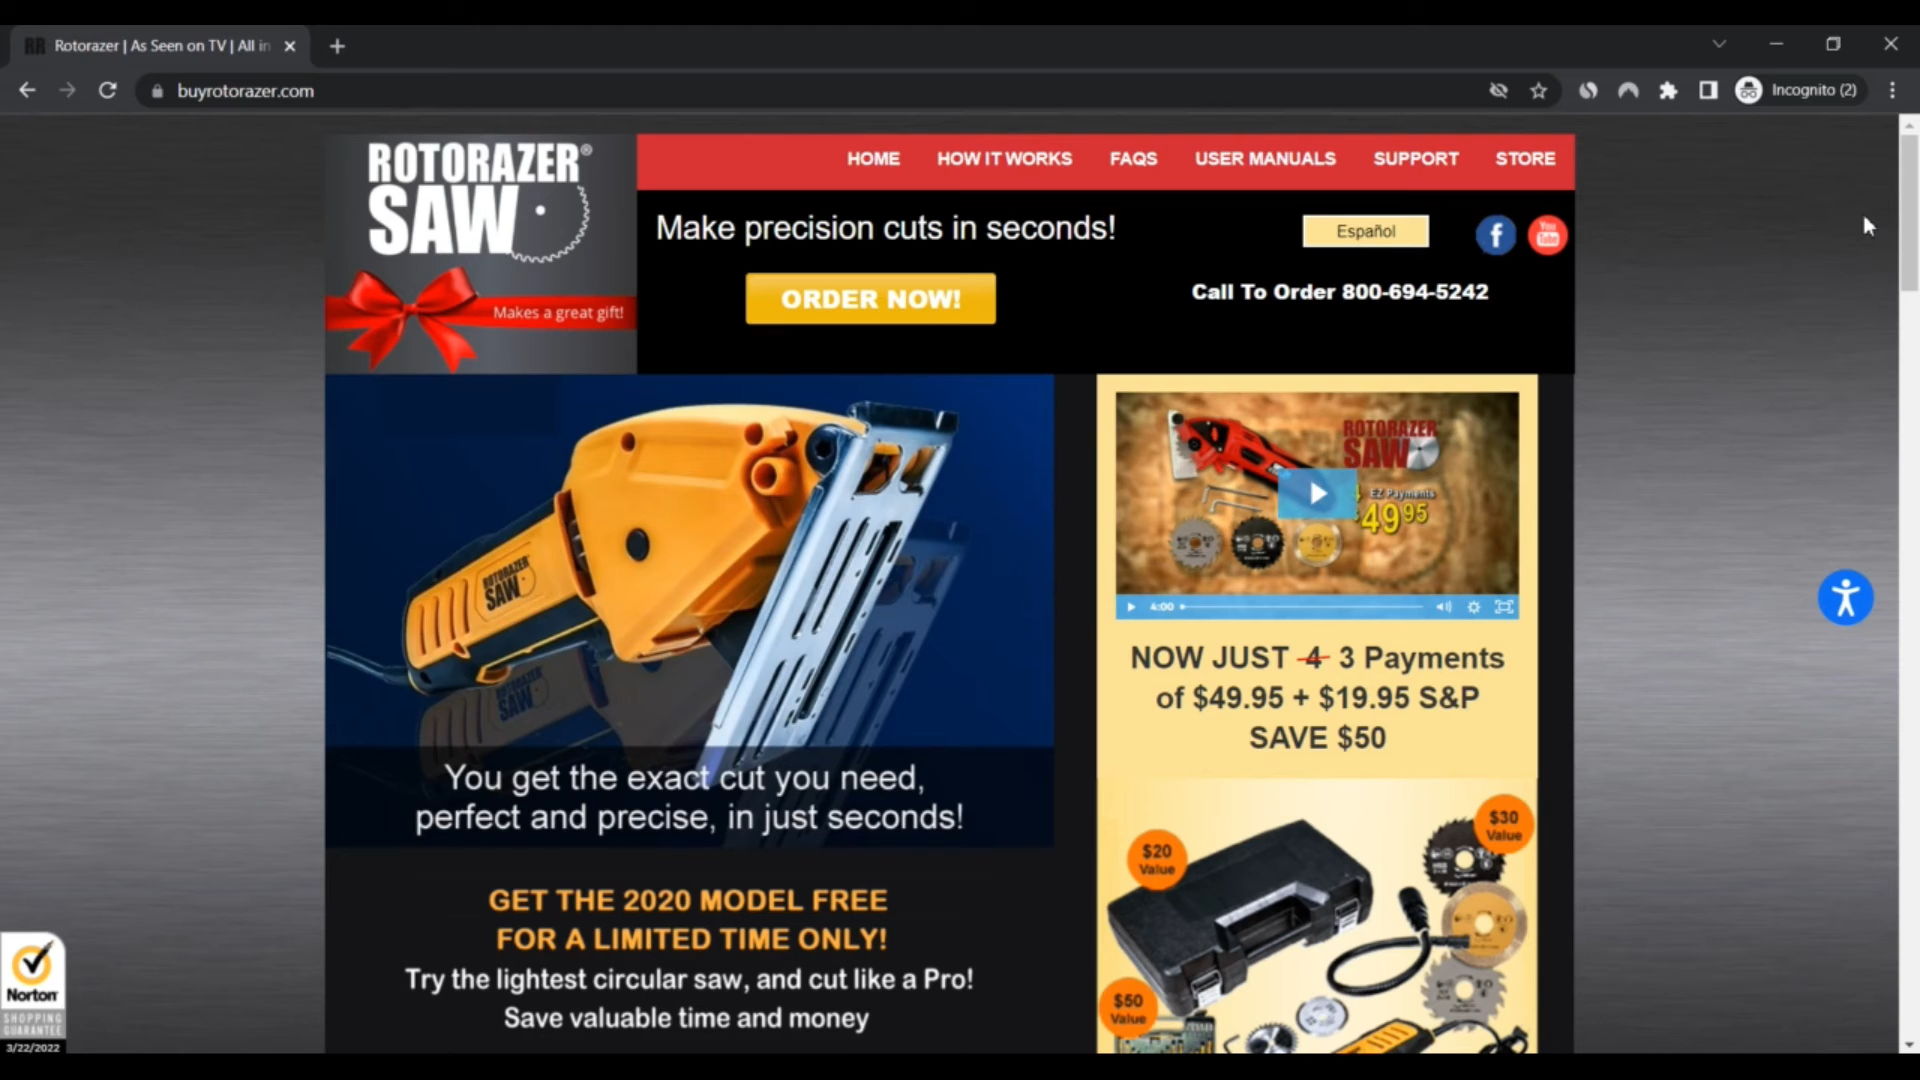 Rotorazer | As Seen on TV | All in
buyrotorazer.com
Incognito (2)
ROTORAZER®
SAW
Makes a great gift!
HOME HOW IT WORKS FAQS USER MANUALS SUPPORT STORE
Make precision cuts in seconds!
Español
You
Tube
ORDER NOW!
Call To Order 800-694-5242
ROTORAZER
SAW
ROTORAZER
SAW
EZ Payments
$49 95
4:00
NOW JUST 4 3 Payments
of $49.95 + $19.95 S&P
SAVE $50
You get the exact cut you need,
perfect and precise, in just seconds!
$20
Value
$30
Value
$50
Value
GET THE 2020 MODEL FREE
FOR A LIMITED TIME ONLY!
Try the lightest circular saw, and cut like a Pro!
Save valuable time and money
Norton
SHOPPING
GUARANTEE
3/22/2022